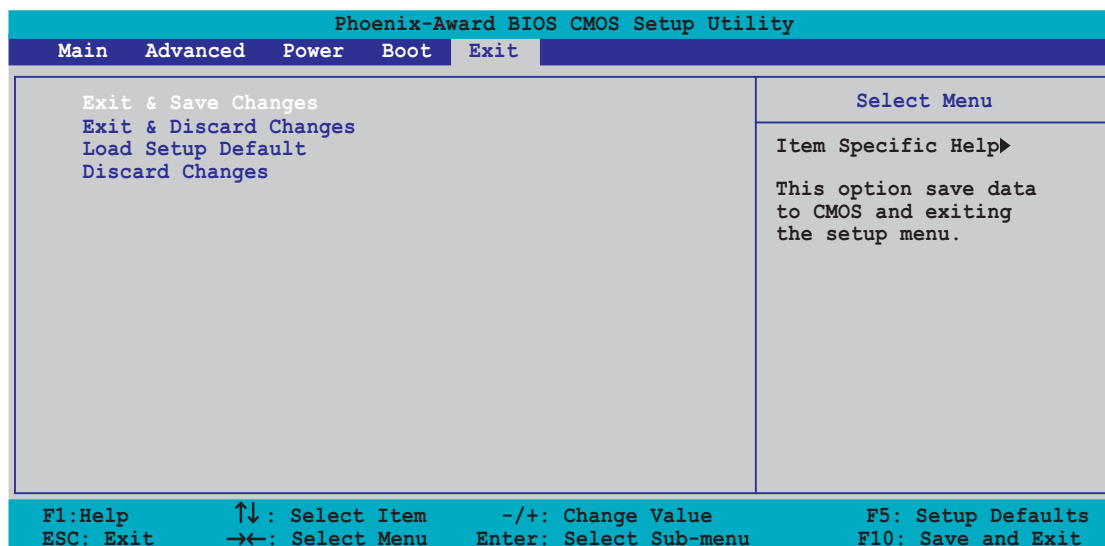 Phoenix-Award BIOS CMOS Setup Utility
Main Advanced Power Boot Exit
Exit & Save Changes
Exit & Discard Changes
Load Setup Default
Discard Changes
Select Menu
Item Specific Help▶
This option save data
to CMOS and exiting
the setup menu.
F1:Help ↑↓: Select Item -/+: Change Value F5: Setup Defaults
ESC: Exit →←: Select Menu Enter: Select Sub-menu F10: Save and Exit